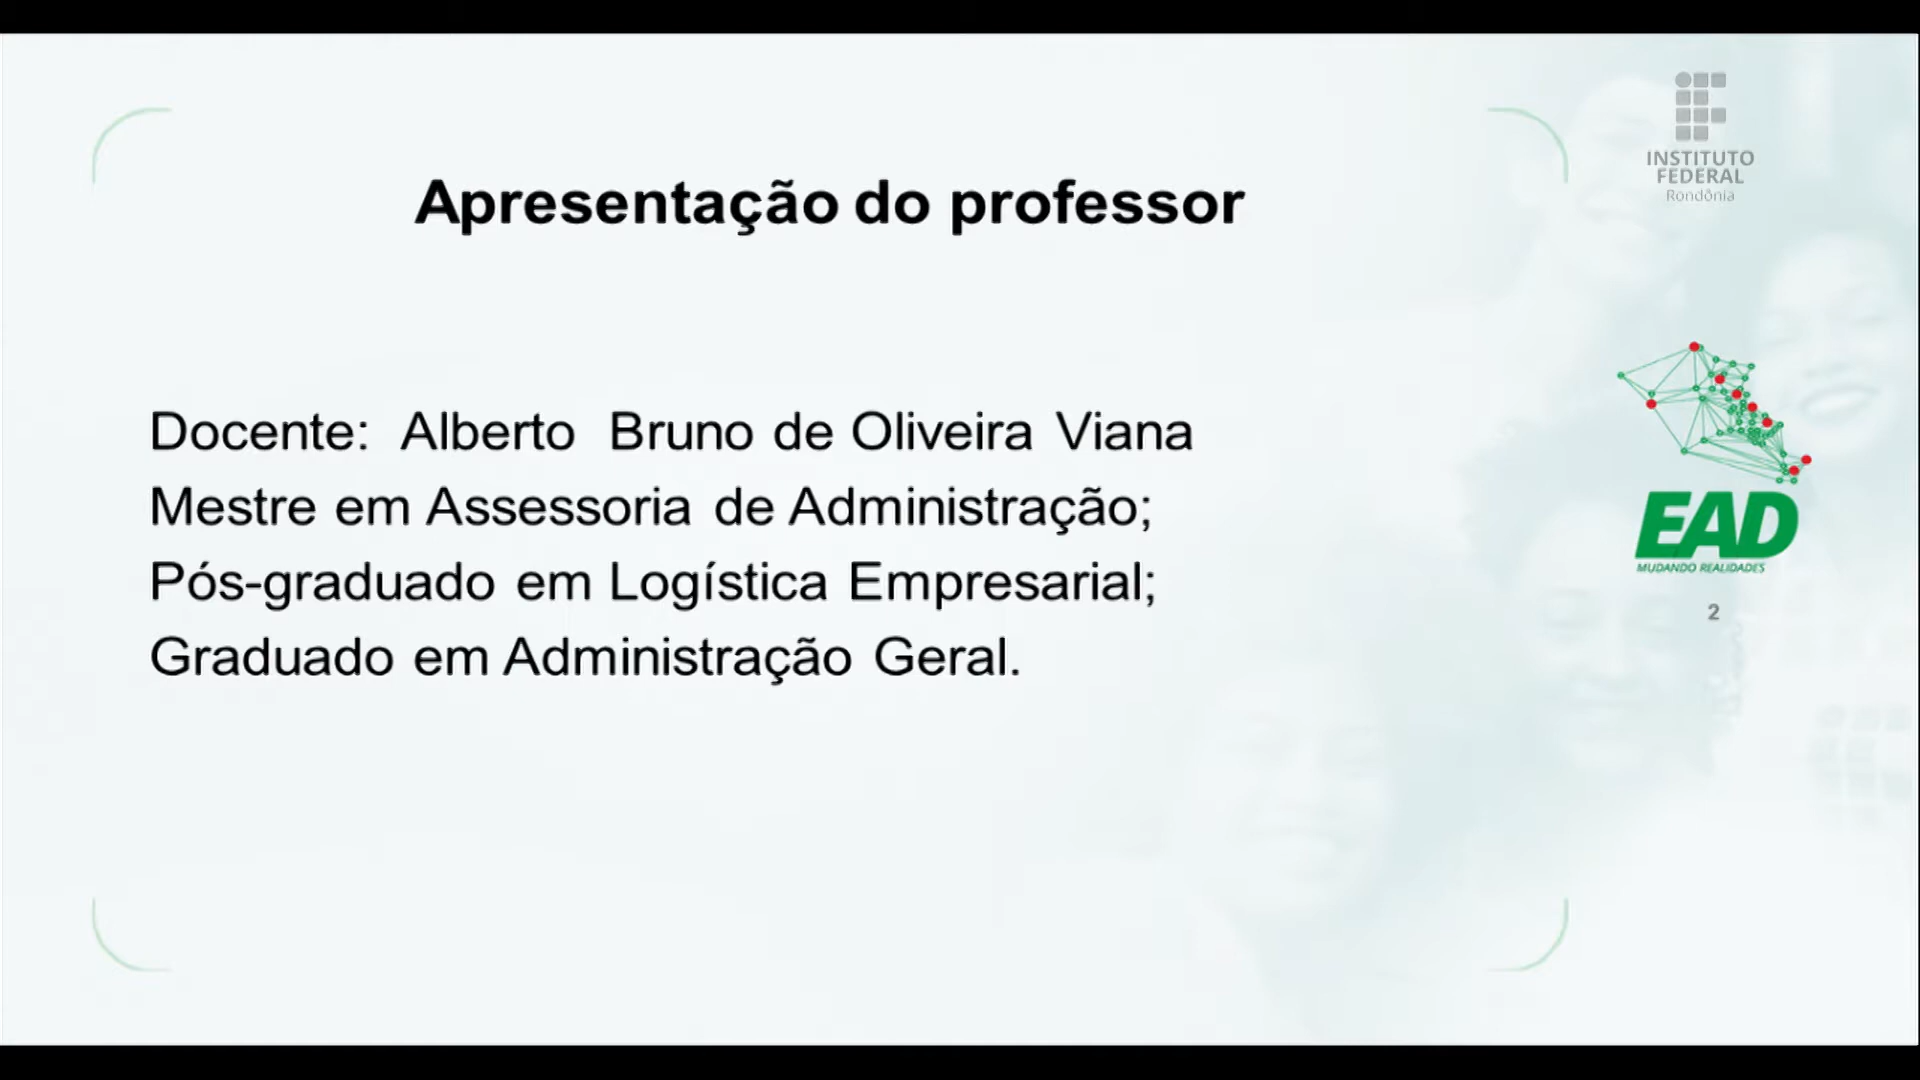 Apresentação do professor
Docente: Alberto Bruno de Oliveira Viana
Mestre em Assessoria de Administração;
Pós-graduado em Logística Empresarial;
Graduado em Administração Geral.
INSTITUTO
FEDERAL
Rondônia
EAD
MUDANDO REALIDADES
2